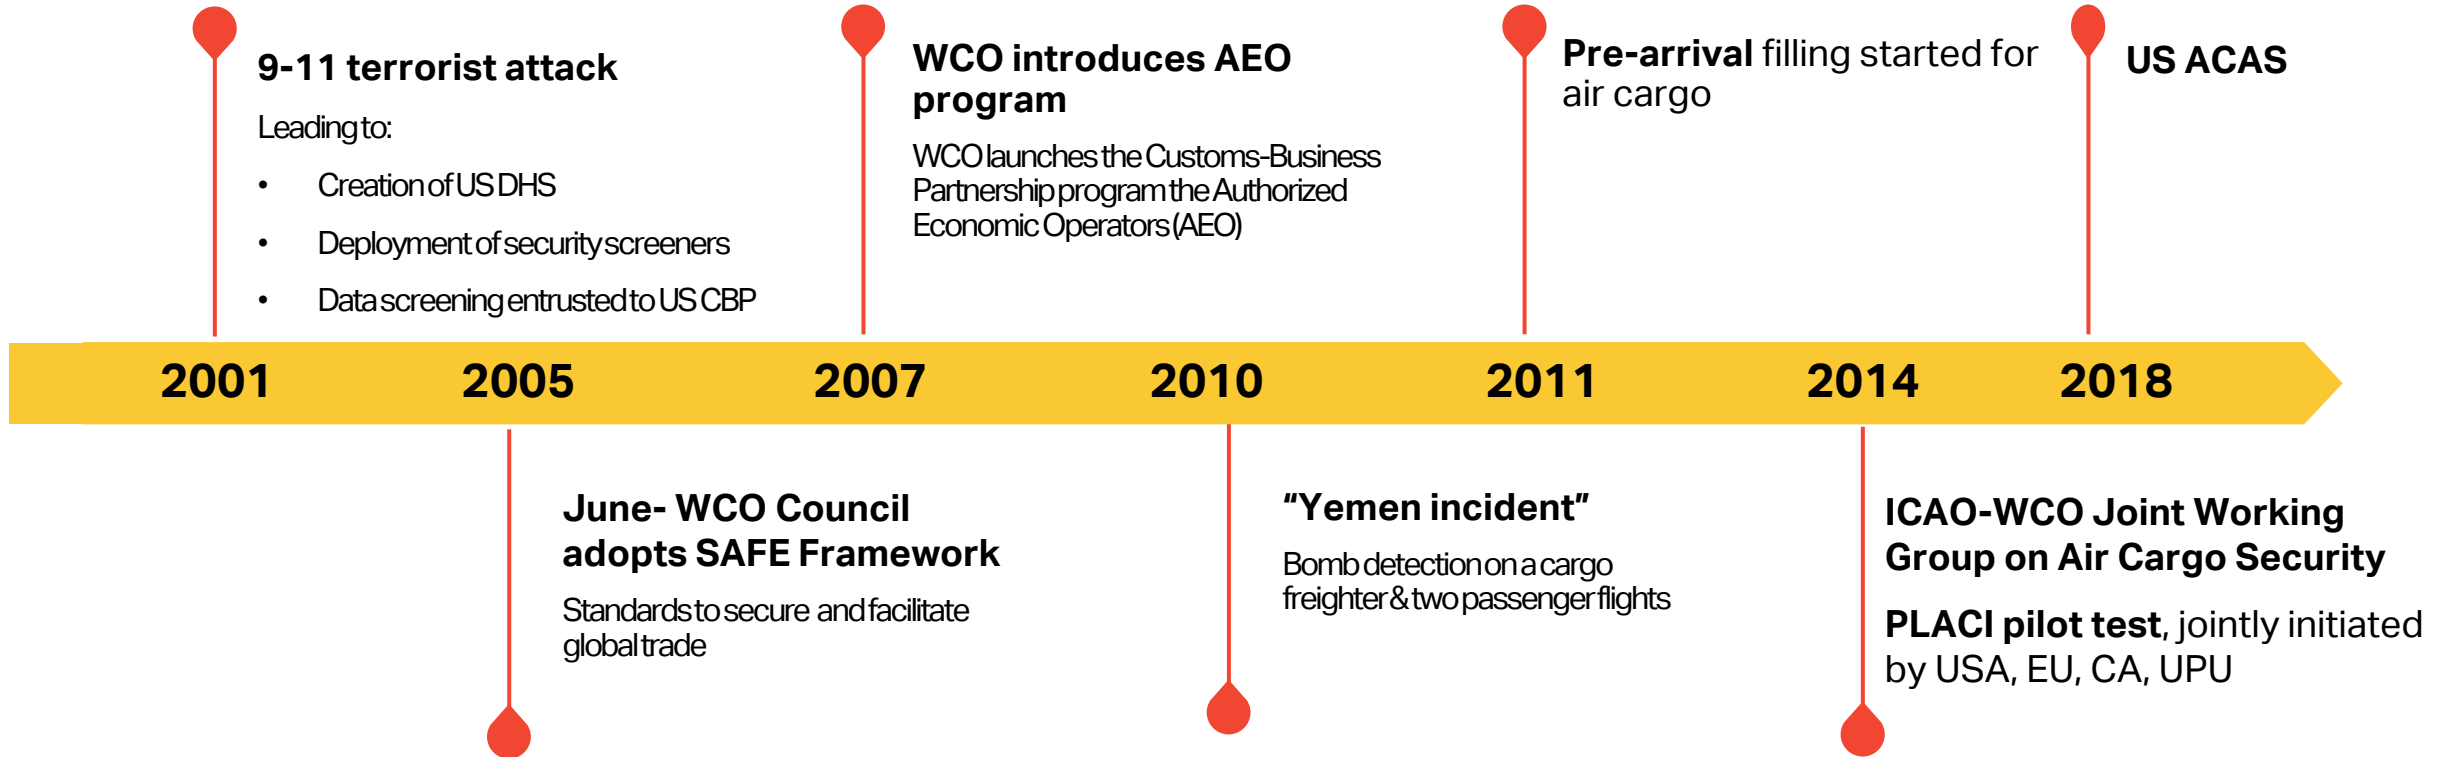 9-11 terrorist attack
Leading to:
• Creation of US DHS
• Deployment of security screeners
• Data screening entrusted to US CBP
WCO introduces AEO
program
WCO launches the Customs-Business
Partnership program the Authorized
Economic Operators (AEO)
Pre-arrival filling started for
air cargo
US ACAS
2001 2005 2007 2010 2011 2014 2018
June- WCO Council
adopts SAFE Framework
Standards to secure and facilitate
global trade
“Yemen incident”
Bomb detection on a cargo
freighter & two passenger flights
ICAO-WCO Joint Working
Group on Air Cargo Security
PLACI pilot test, jointly initiated
by USA, EU, CA, UPU